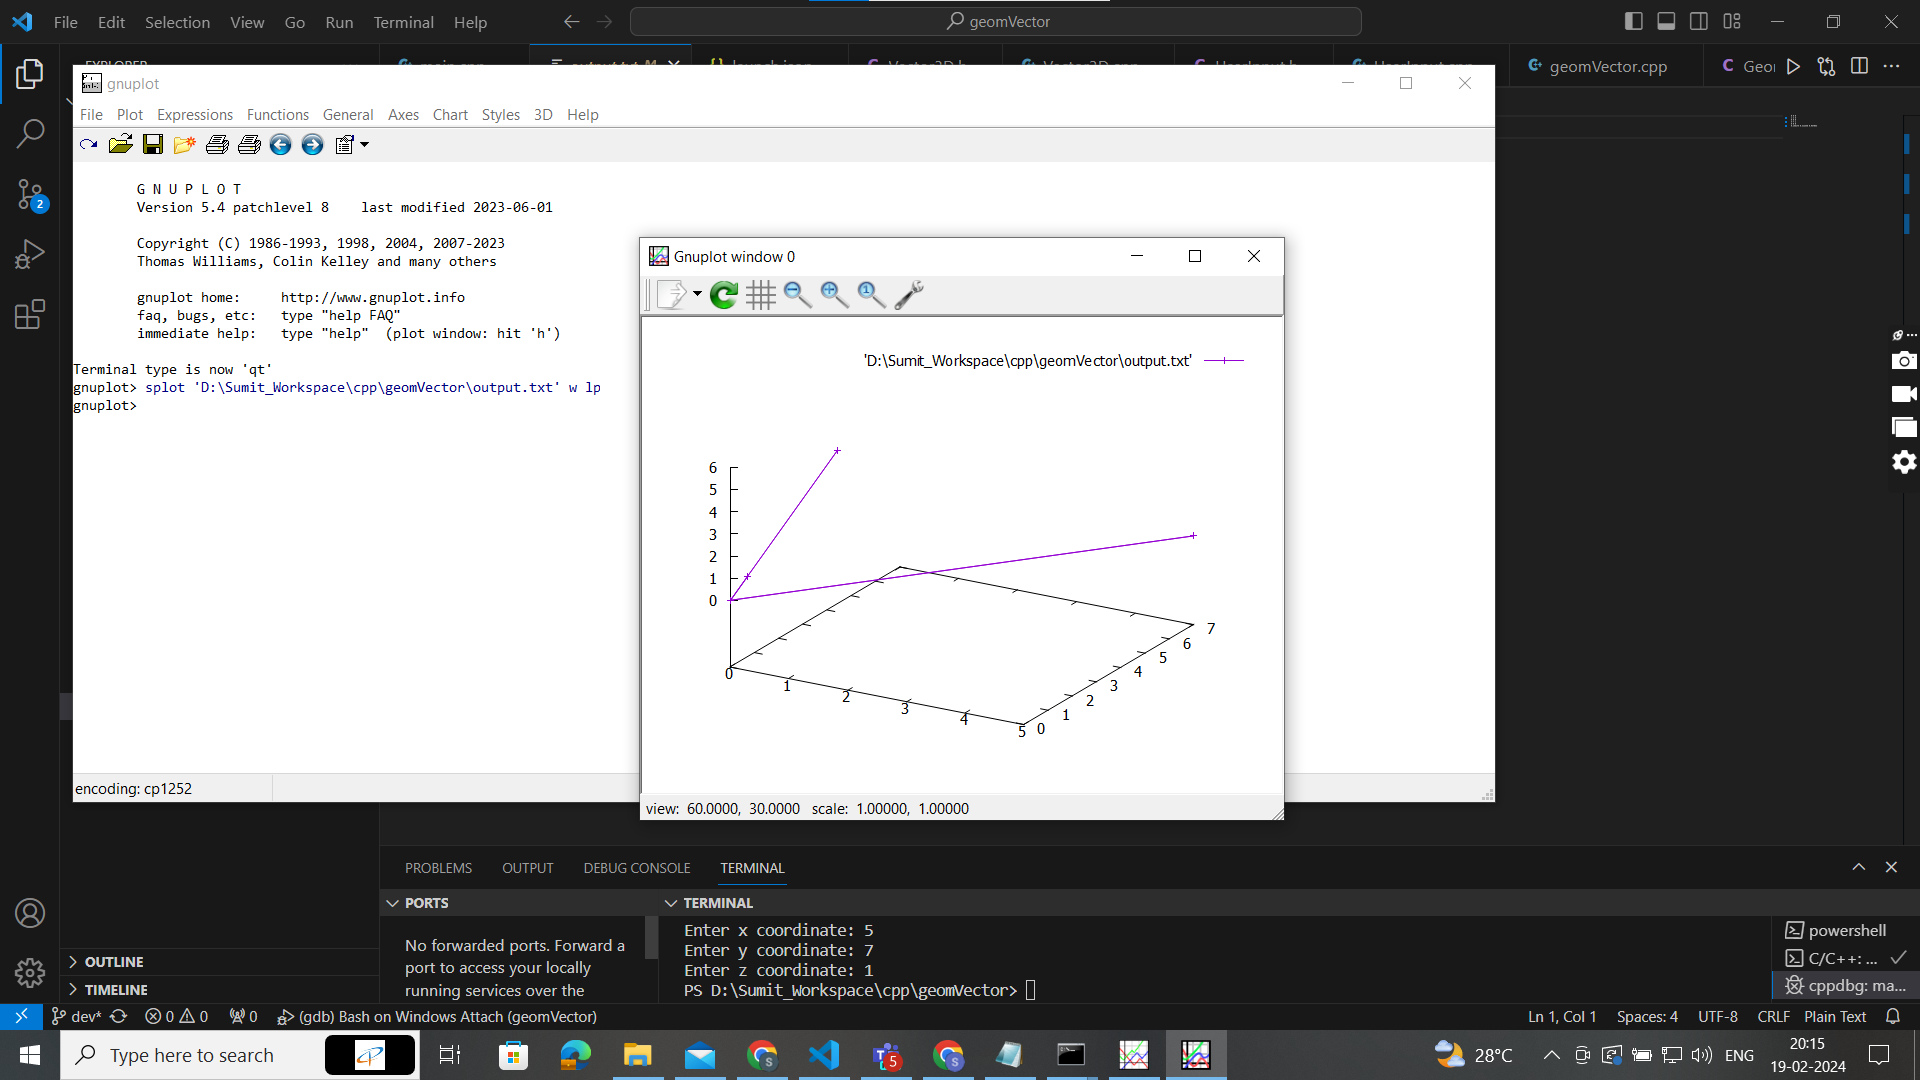 File Edit Selection View Go Run Terminal Help
geomVector
geomVector.cpp
gnuplot
File Plot Expressions Functions General Axes Chart Styles 3D Help
G N U P L O T
Version 5.4 patchlevel 8 last modified 2023-06-01
Copyright (C) 1986-1993, 1998, 2004, 2007-2023
Thomas Williams, Colin Kelley and many others
gnuplot home: http://www.gnuplot.info
faq, bugs, etc: type "help FAQ"
immediate help: type "help" (plot window: hit 'h')
Terminal type is now 'qt'
gnuplot> splot 'D:\Sumit_Workspace\cpp\geomVector\output.txt' w lp
gnuplot>
encoding: cp1252
2
Gnuplot window 0
'D:\Sumit_Workspace\cpp\geomVector\output.txt'
6
5
4
3
2
1
0
0 1 2 3 4 5
0 1 2 3 4 5 6 7
view: 60.0000, 30.0000 scale: 1.00000, 1.00000
PROBLEMS OUTPUT DEBUG CONSOLE TERMINAL
PORTS
No forwarded ports. Forward a
port to access your locally
running services over the
TERMINAL
Enter x coordinate: 5
Enter y coordinate: 7
Enter z coordinate: 1
PS D:\Sumit_Workspace\cpp\geomVector>
powershell
C/C++: ...
cppdbg: ma...
OUTLINE
TIMELINE
dev* 0 0 0 (gdb) Bash on Windows Attach (geomVector)
Ln 1, Col 1 Spaces: 4 UTF-8 CRLF Plain Text
Type here to search
5
28°C
ENG
20:15
19-02-2024